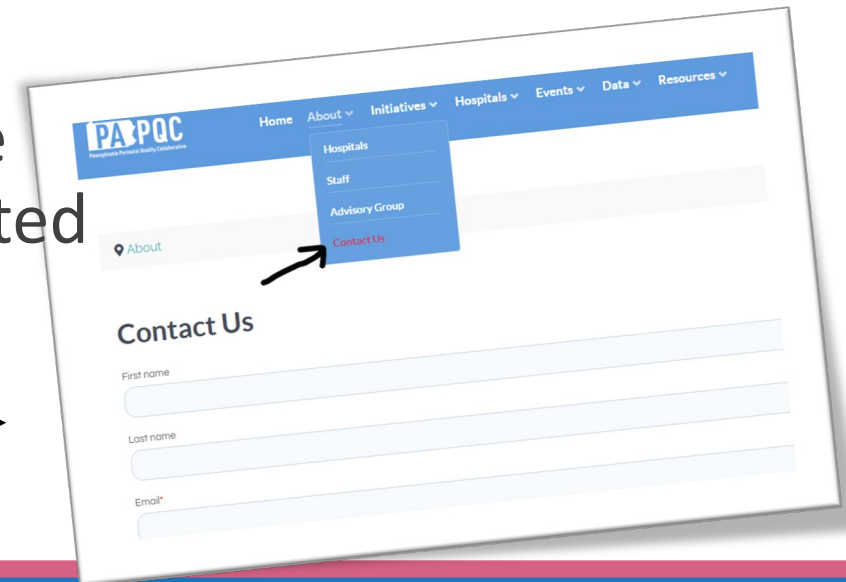 e
ted
PA PQC
Pennsylvania Perinatal Quality Collaborative
Home About Initiatives Hospitals Events Data Resources
Hospitals
Staff
Advisory Group
Contact Us
About
Contact Us
First name
Last name
Email*